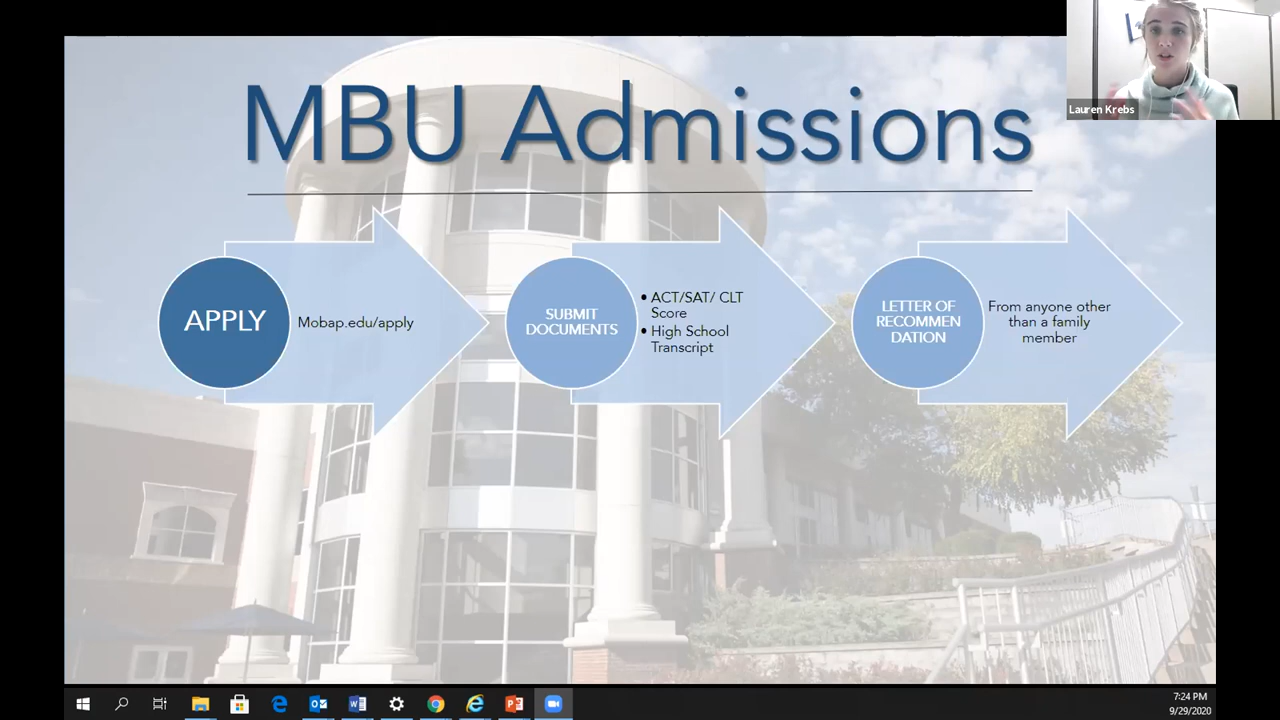 MBU Admissions
Lauren Krebs
APPLY
Mobap.edu/apply
SUBMIT
DOCUMENTS
• ACT/SAT/ CLT
Score
• High School
Transcript
LETTER OF
RECOMMEN
DATION
From anyone other
than a family
member
7:24 PM
9/29/2020